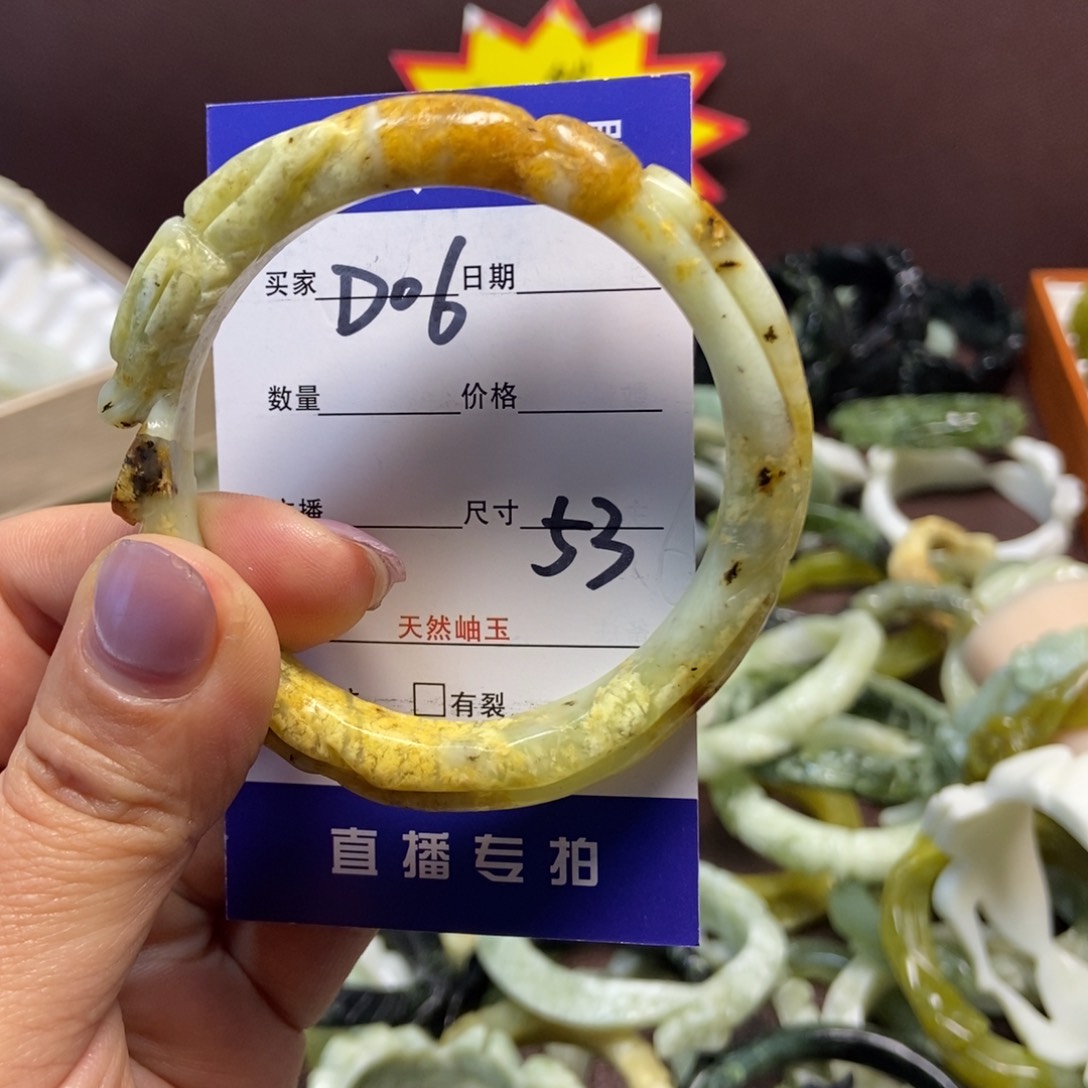 买家 D06 日期
数量 价格
播 尺寸 53
天然岫玉
□有裂
直播专拍